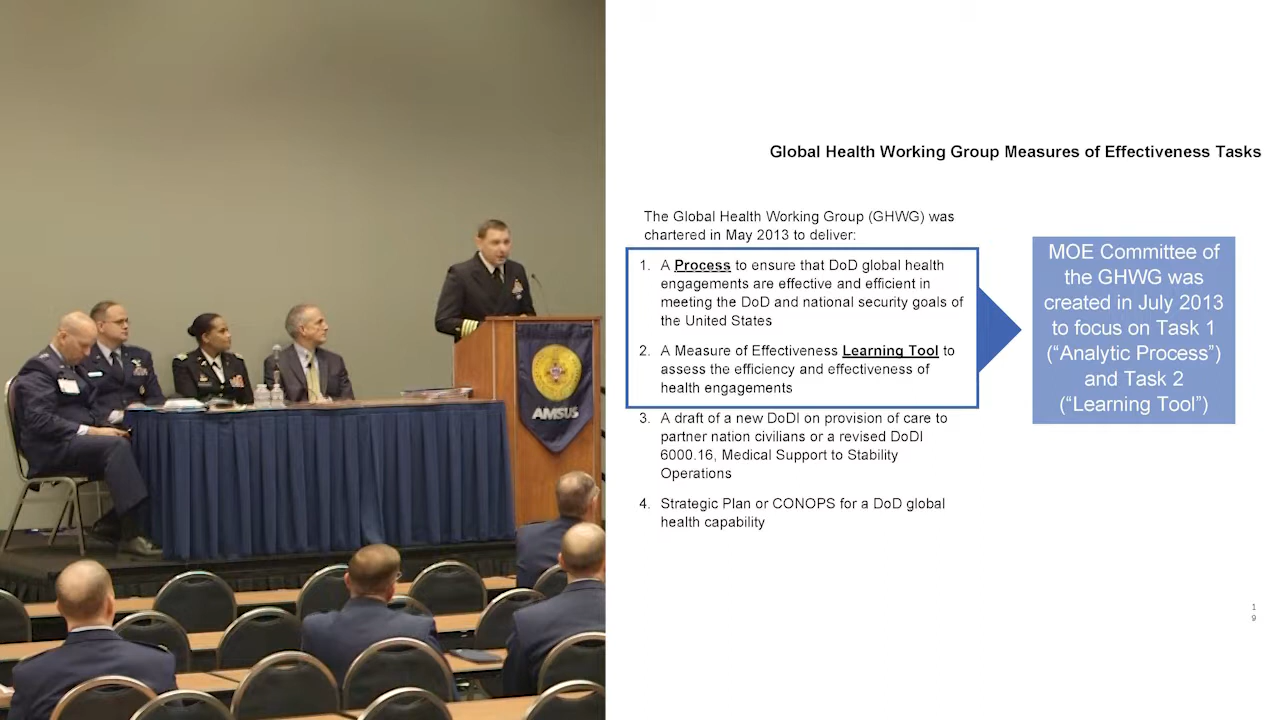 AMSUS
Global Health Working Group Measures of Effectiveness Tasks
The Global Health Working Group (GHWG) was
chartered in May 2013 to deliver:
1. A Process to ensure that DoD global health
engagements are effective and efficient in
meeting the DoD and national security goals of
the United States
2. A Measure of Effectiveness Learning Tool to
assess the efficiency and effectiveness of
health engagements
3. A draft of a new DoDI on provision of care to
partner nation civilians or a revised DoDI
6000.16, Medical Support to Stability
Operations
4. Strategic Plan or CONOPS for a DoD global
health capability
MOE Committee of
the GHWG was
created in July 2013
to focus on Task 1
(“Analytic Process”)
and Task 2
(“Learning Tool”)
1
9